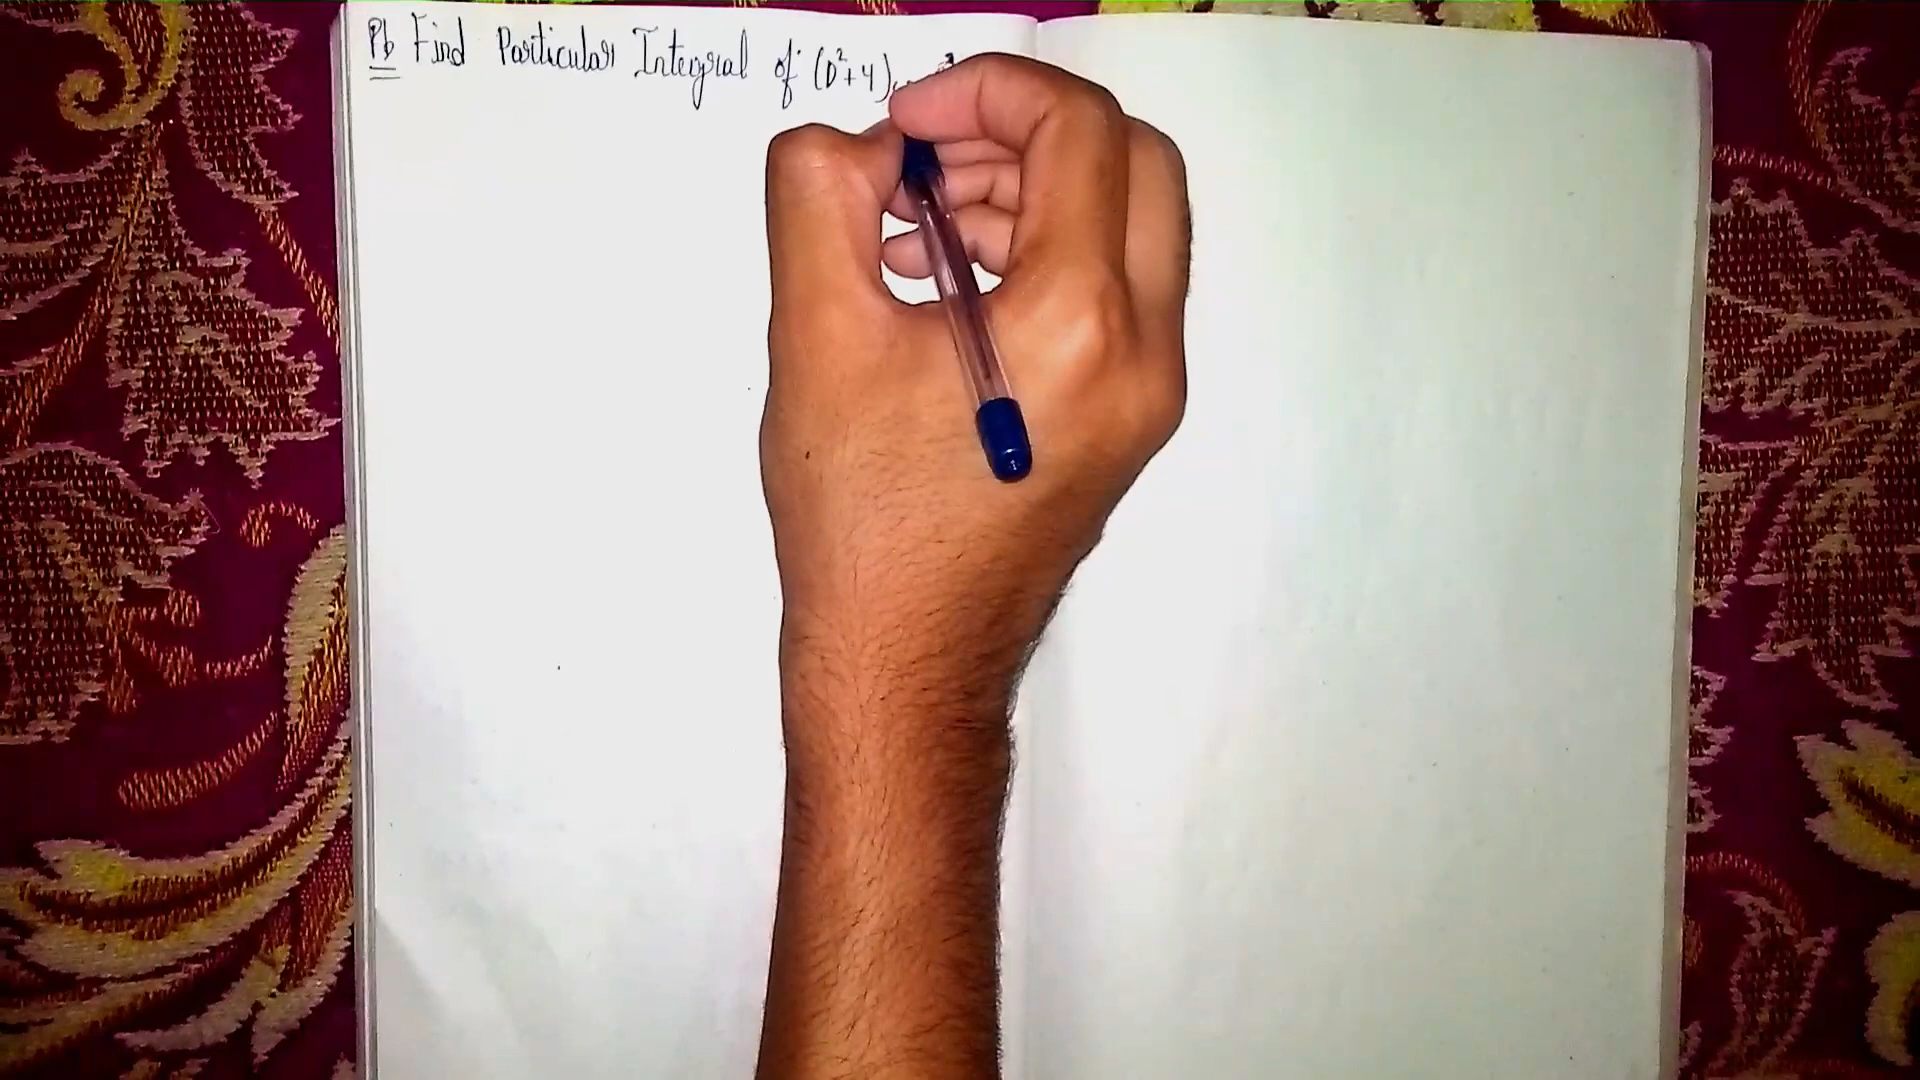 Pb Find Particular Integral of (D²+4)